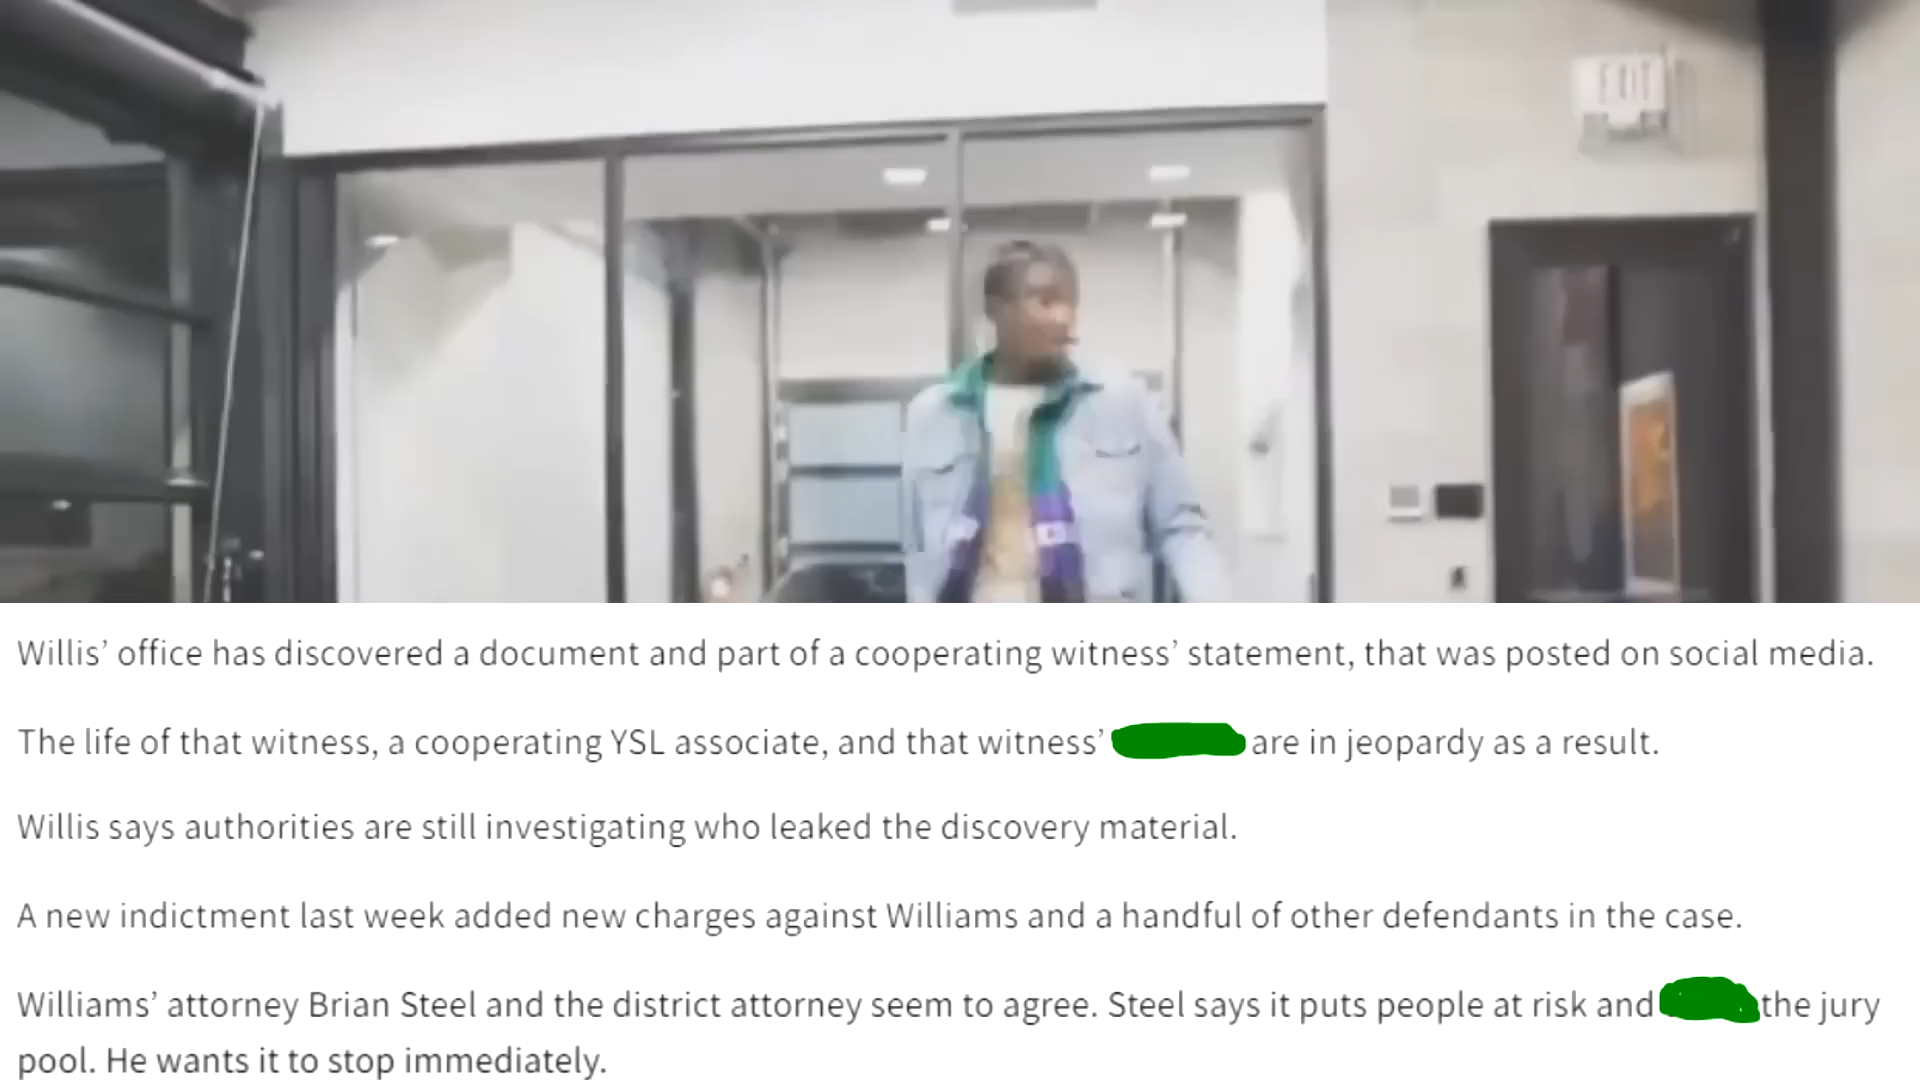 EXIT
Willis’ office has discovered a document and part of a cooperating witness’ statement, that was posted on social media.
The life of that witness, a cooperating YSL associate, and that witness’ are in jeopardy as a result.
Willis says authorities are still investigating who leaked the discovery material.
A new indictment last week added new charges against Williams and a handful of other defendants in the case.
Williams’ attorney Brian Steel and the district attorney seem to agree. Steel says it puts people at risk and the jury
pool. He wants it to stop immediately.